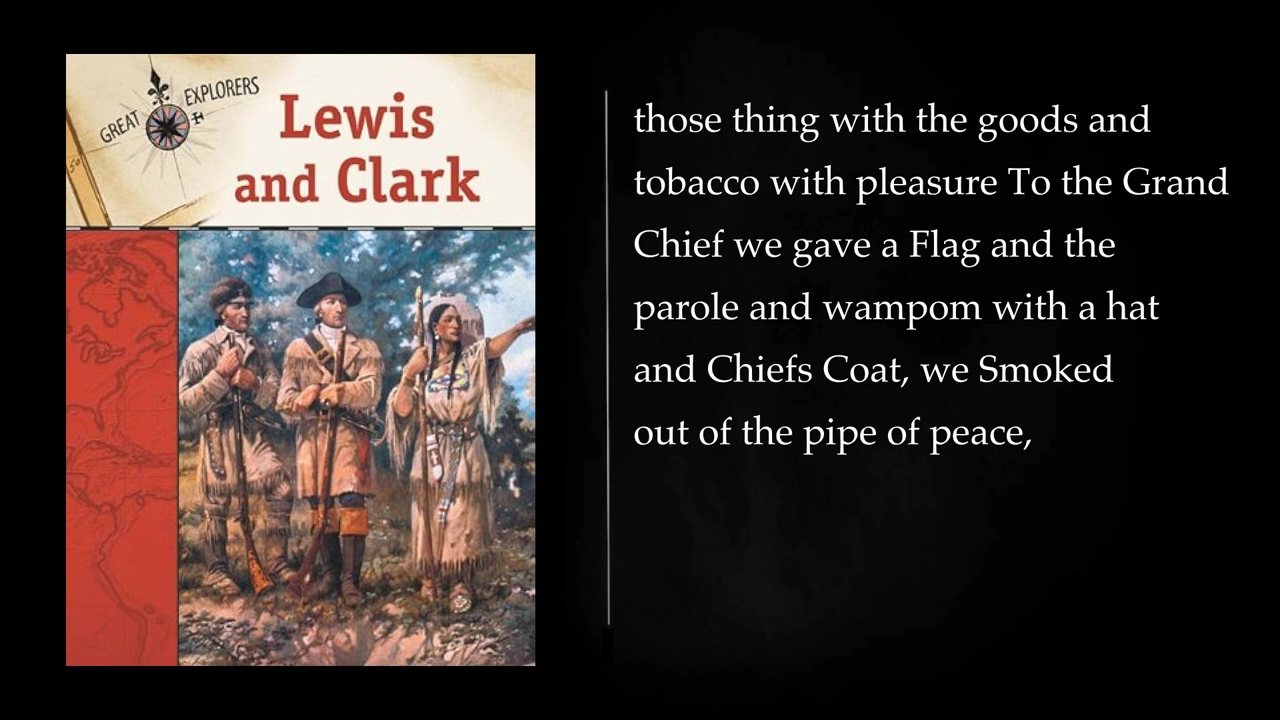 GREAT EXPLORERS
Lewis
and Clark
those thing with the goods and
tobacco with pleasure To the Grand
Chief we gave a Flag and the
parole and wampom with a hat
and Chiefs Coat, we Smoked
out of the pipe of peace,